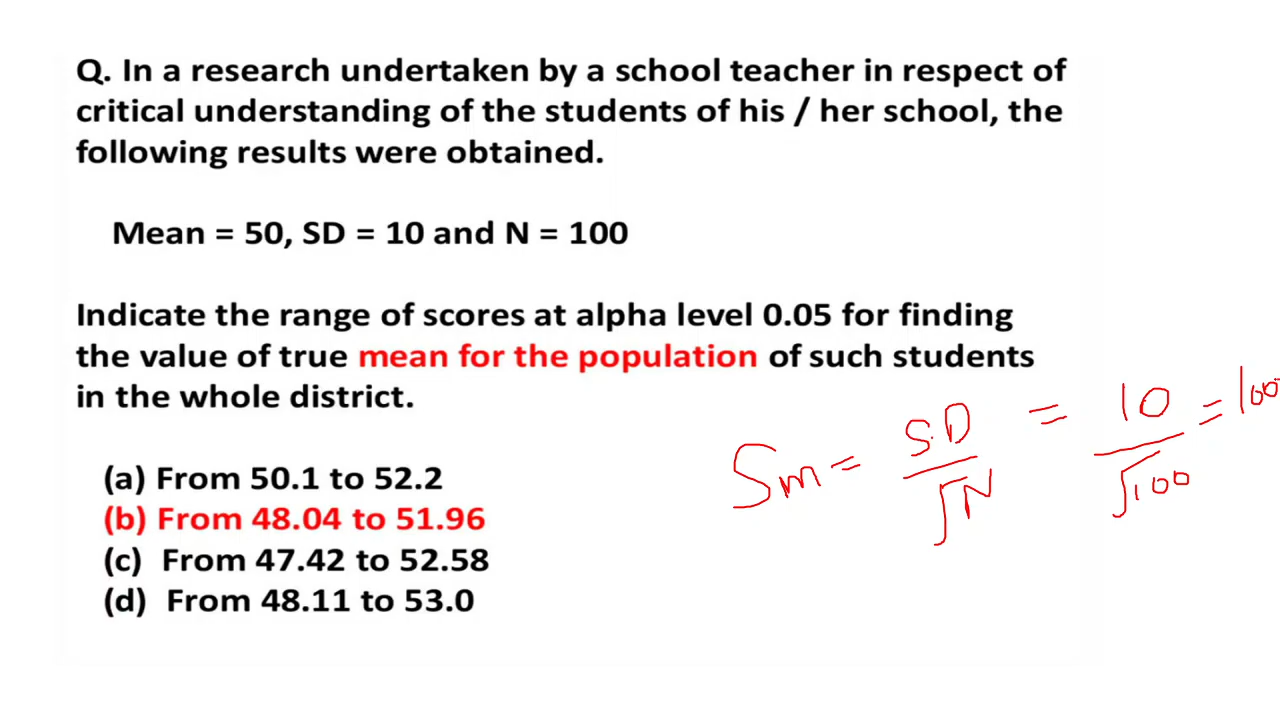 Q. In a research undertaken by a school teacher in respect of
critical understanding of the students of his / her school, the
following results were obtained.
Mean = 50, SD = 10 and N = 100
Indicate the range of scores at alpha level 0.05 for finding
the value of true mean for the population of such students
in the whole district.
(a) From 50.1 to 52.2
(b) From 48.04 to 51.96
(c) From 47.42 to 52.58
(d) From 48.11 to 53.0
Sm = SD / √N = 10 / √100 = 100